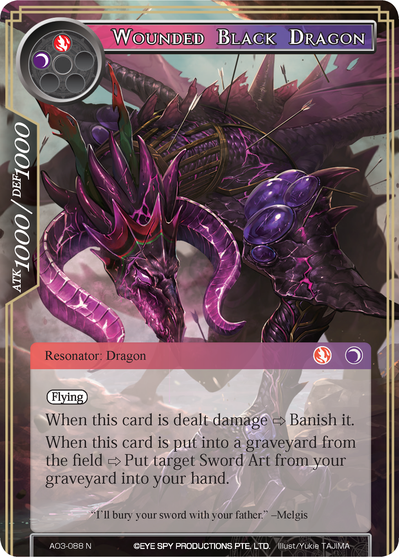 Wounded Black Dragon
ATK 1000 / DEF 1000
Resonator: Dragon
Flying
When this card is dealt damage ⇨ Banish it.
When this card is put into a graveyard from
the field ⇨ Put target Sword Art from your
graveyard into your hand.
“I’ll bury your sword with your father.” –Melgis
A03-088 N ©EYE SPY PRODUCTIONS PTE. LTD. Illust/Yukie TAJIMA